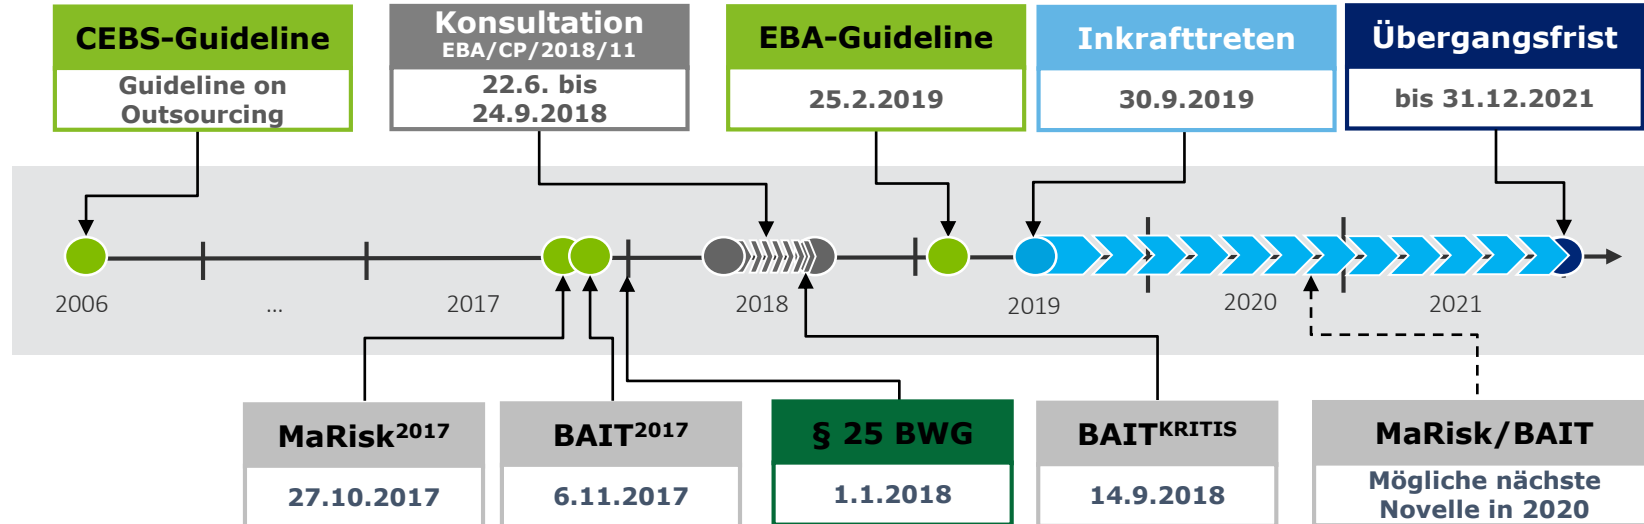 CEBS-Guideline
Guideline on
Outsourcing
Konsultation
EBA/CP/2018/11
22.6. bis
24.9.2018
EBA-Guideline
25.2.2019
Inkrafttreten
30.9.2019
Übergangsfrist
bis 31.12.2021
2006
...
2017
2018
2019
2020
2021
MaRisk2017
27.10.2017
BAIT2017
6.11.2017
§ 25 BWG
1.1.2018
BAITKRITIS
14.9.2018
MaRisk/BAIT
Mögliche nächste
Novelle in 2020